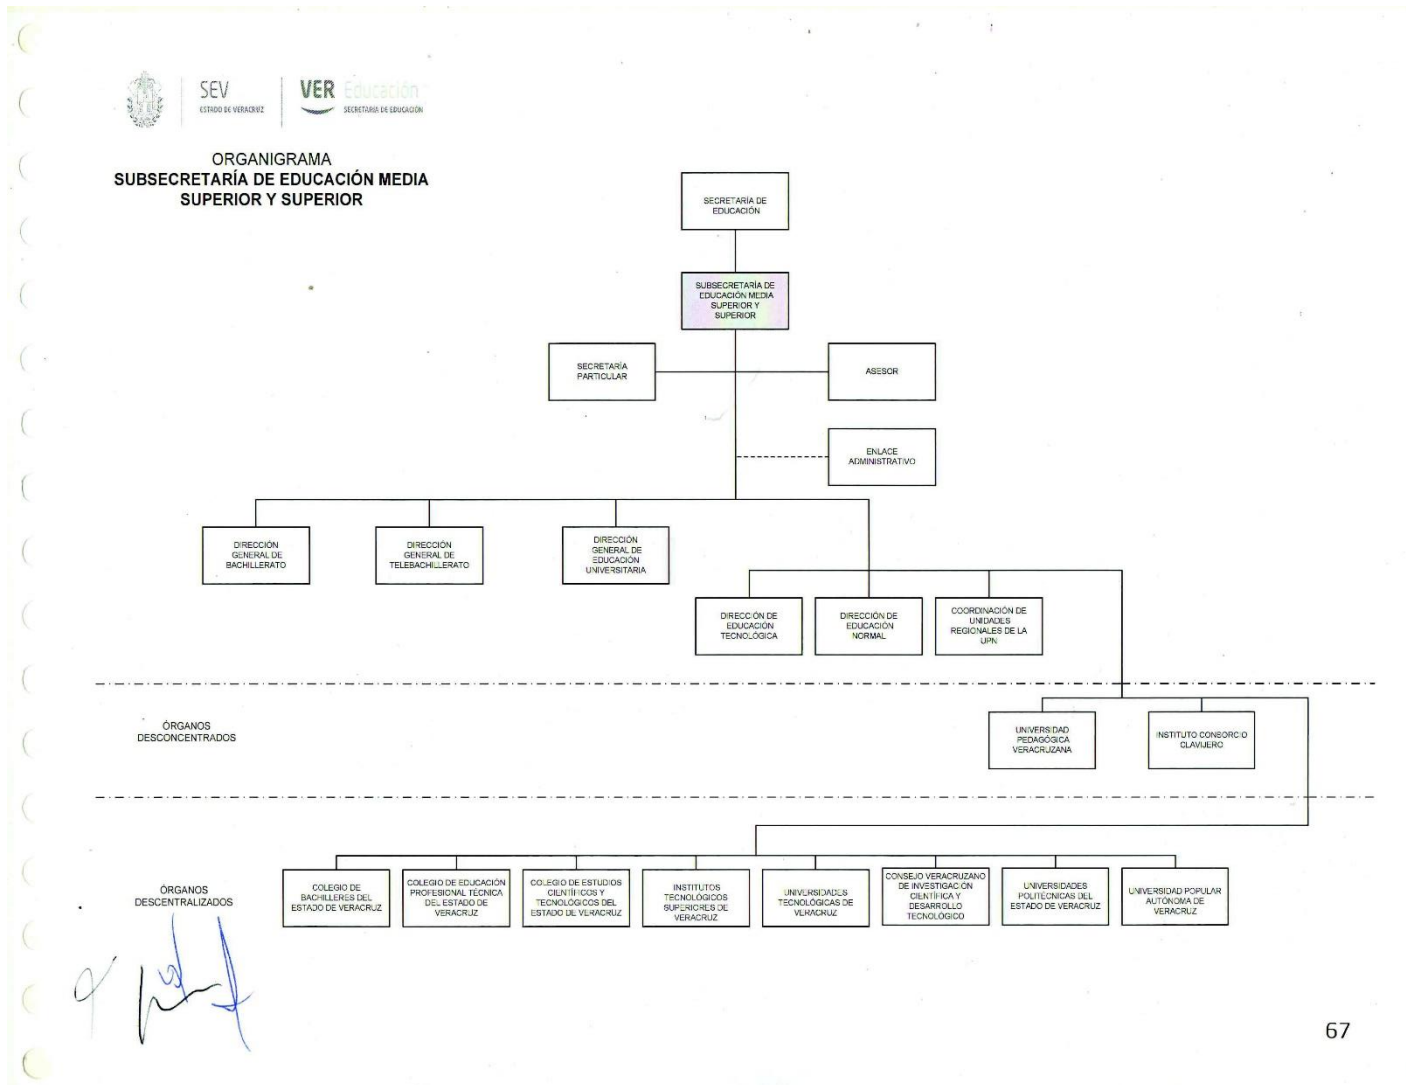 SEV
ESTADO DE VERACRUZ
VER Educación
SECRETARÍA DE EDUCACIÓN
ORGANIGRAMA
SUBSECRETARÍA DE EDUCACIÓN MEDIA
SUPERIOR Y SUPERIOR
SECRETARÍA DE
EDUCACIÓN
SUBSECRETARÍA DE
EDUCACIÓN MEDIA
SUPERIOR Y
SUPERIOR
SECRETARÍA
PARTICULAR
ASESOR
ENLACE
ADMINISTRATIVO
DIRECCIÓN
GENERAL DE
BACHILLERATO
DIRECCIÓN
GENERAL DE
TELEBACHILLERATO
DIRECCIÓN
GENERAL DE
EDUCACIÓN
UNIVERSITARIA
DIRECCIÓN DE
EDUCACIÓN
TECNOLÓGICA
DIRECCIÓN DE
EDUCACIÓN
NORMAL
COORDINACIÓN DE
UNIDADES
REGIONALES DE LA
UPN
ÓRGANOS
DESCONCENTRADOS
UNIVERSIDAD
PEDAGÓGICA
VERACRUZANA
INSTITUTO CONSORCIO
CLAVIJERO
ÓRGANOS
DESCENTRALIZADOS
COLEGIO DE
BACHILLERES DEL
ESTADO DE VERACRUZ
COLEGIO DE EDUCACIÓN
PROFESIONAL TÉCNICA
DEL ESTADO DE
VERACRUZ
COLEGIO DE ESTUDIOS
CIENTÍFICOS Y
TECNOLÓGICOS DEL
ESTADO DE VERACRUZ
INSTITUTOS
TECNOLÓGICOS
SUPERIORES DE
VERACRUZ
UNIVERSIDADES
TECNOLÓGICAS DE
VERACRUZ
CONSEJO VERACRUZANO
DE INVESTIGACIÓN
CIENTÍFICA Y
DESARROLLO
TECNOLÓGICO
UNIVERSIDADES
POLITÉCNICAS DEL
ESTADO DE VERACRUZ
UNIVERSIDAD POPULAR
AUTÓNOMA DE
VERACRUZ
67